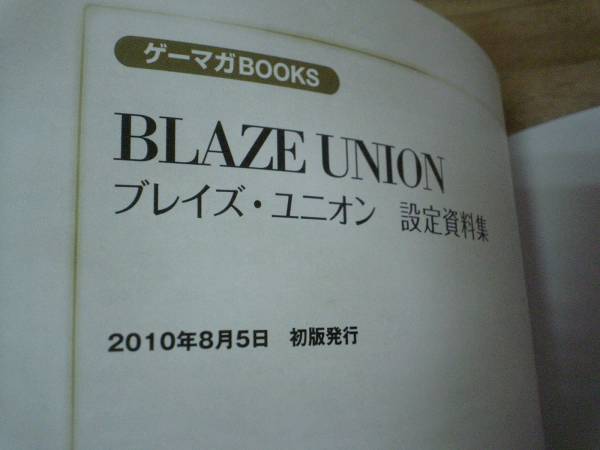 ゲーマガBOOKS
BLAZE UNION
ブレイズ・ユニオン 設定資料集
2010年8月5日 初版発行